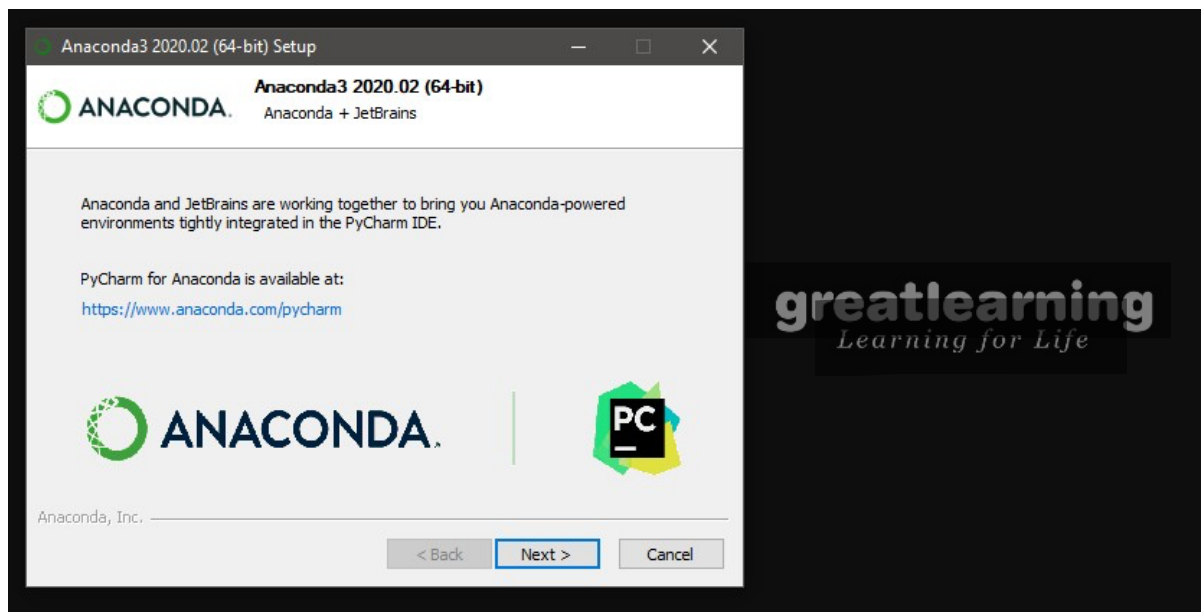 Anaconda3 2020.02 (64-bit) Setup
ANACONDA.
Anaconda3 2020.02 (64-bit)
Anaconda + JetBrains
Anaconda and JetBrains are working together to bring you Anaconda-powered
environments tightly integrated in the PyCharm IDE.
PyCharm for Anaconda is available at:
https://www.anaconda.com/pycharm
ANACONDA.
PC
Anaconda, Inc.
< Back
Next >
Cancel
greatlearning
Learning for Life